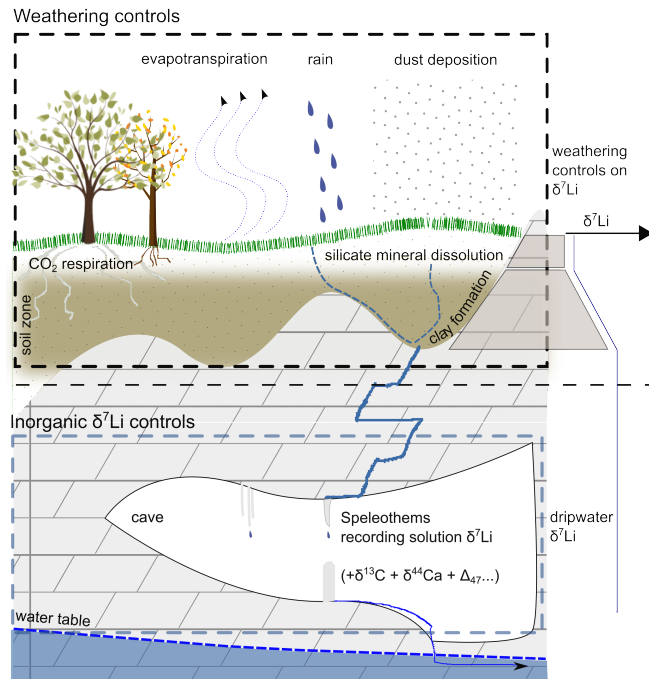 Weathering controls
evapotranspiration
rain
dust deposition
weathering
controls on
δ⁷Li
δ⁷Li
CO₂ respiration
silicate mineral dissolution
clay formation
soil zone
Inorganic δ⁷Li controls
cave
Speleothems
recording solution δ⁷Li
(+δ¹³C + δ⁴⁴Ca + Δ₄₇...)
dripwater
δ⁷Li
water table